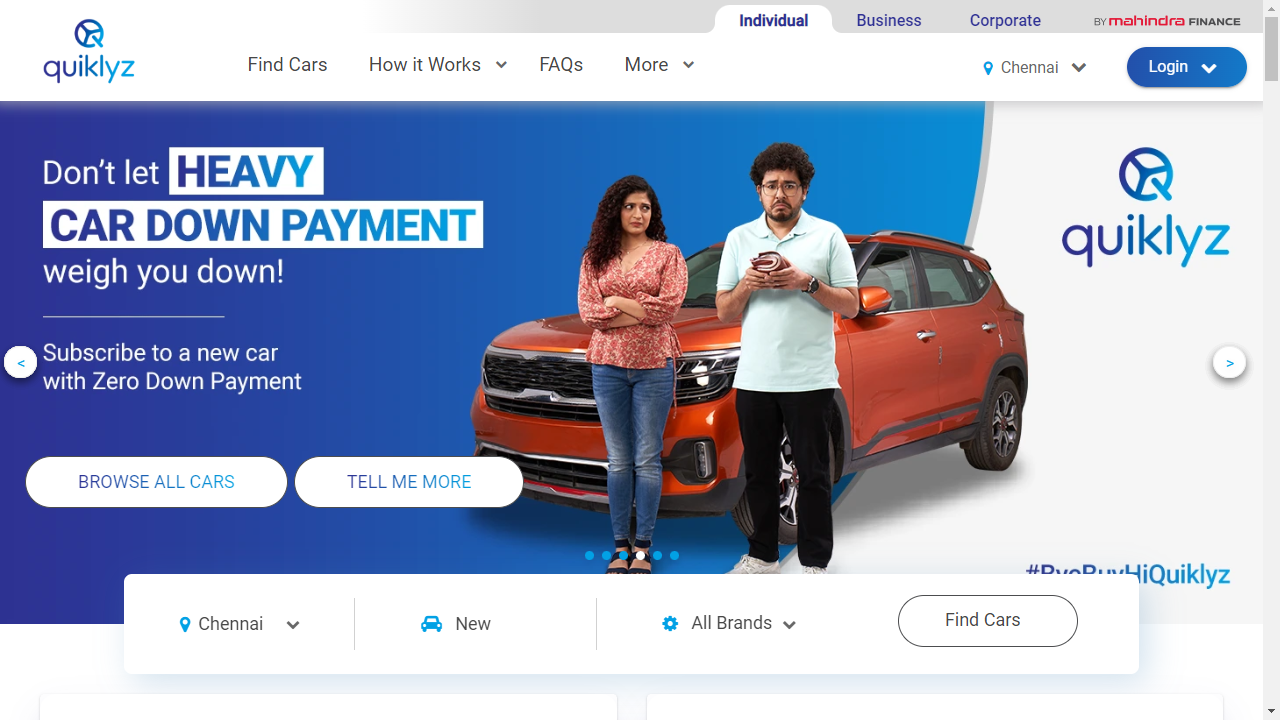 Individual
Business
Corporate
BY mahindra FINANCE
quiklyz
Find Cars
How it Works
FAQs
More
Chennai
Login
Don't let HEAVY
CAR DOWN PAYMENT
weigh you down!
Subscribe to a new car
with Zero Down Payment
quiklyz
<
>
BROWSE ALL CARS
TELL ME MORE
#ByeBuyHiQuiklyz
Chennai
New
All Brands
Find Cars